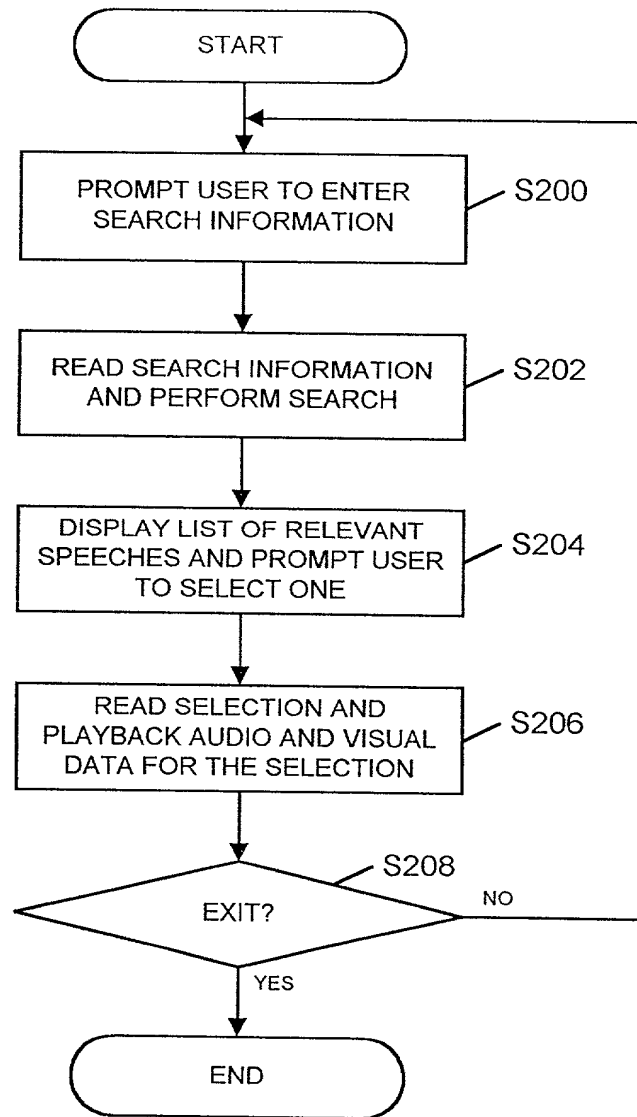 START
PROMPT USER TO ENTER
SEARCH INFORMATION
S200
READ SEARCH INFORMATION
AND PERFORM SEARCH
S202
DISPLAY LIST OF RELEVANT
SPEECHES AND PROMPT USER
TO SELECT ONE
S204
READ SELECTION AND
PLAYBACK AUDIO AND VISUAL
DATA FOR THE SELECTION
S206
S208
EXIT?
NO
YES
END